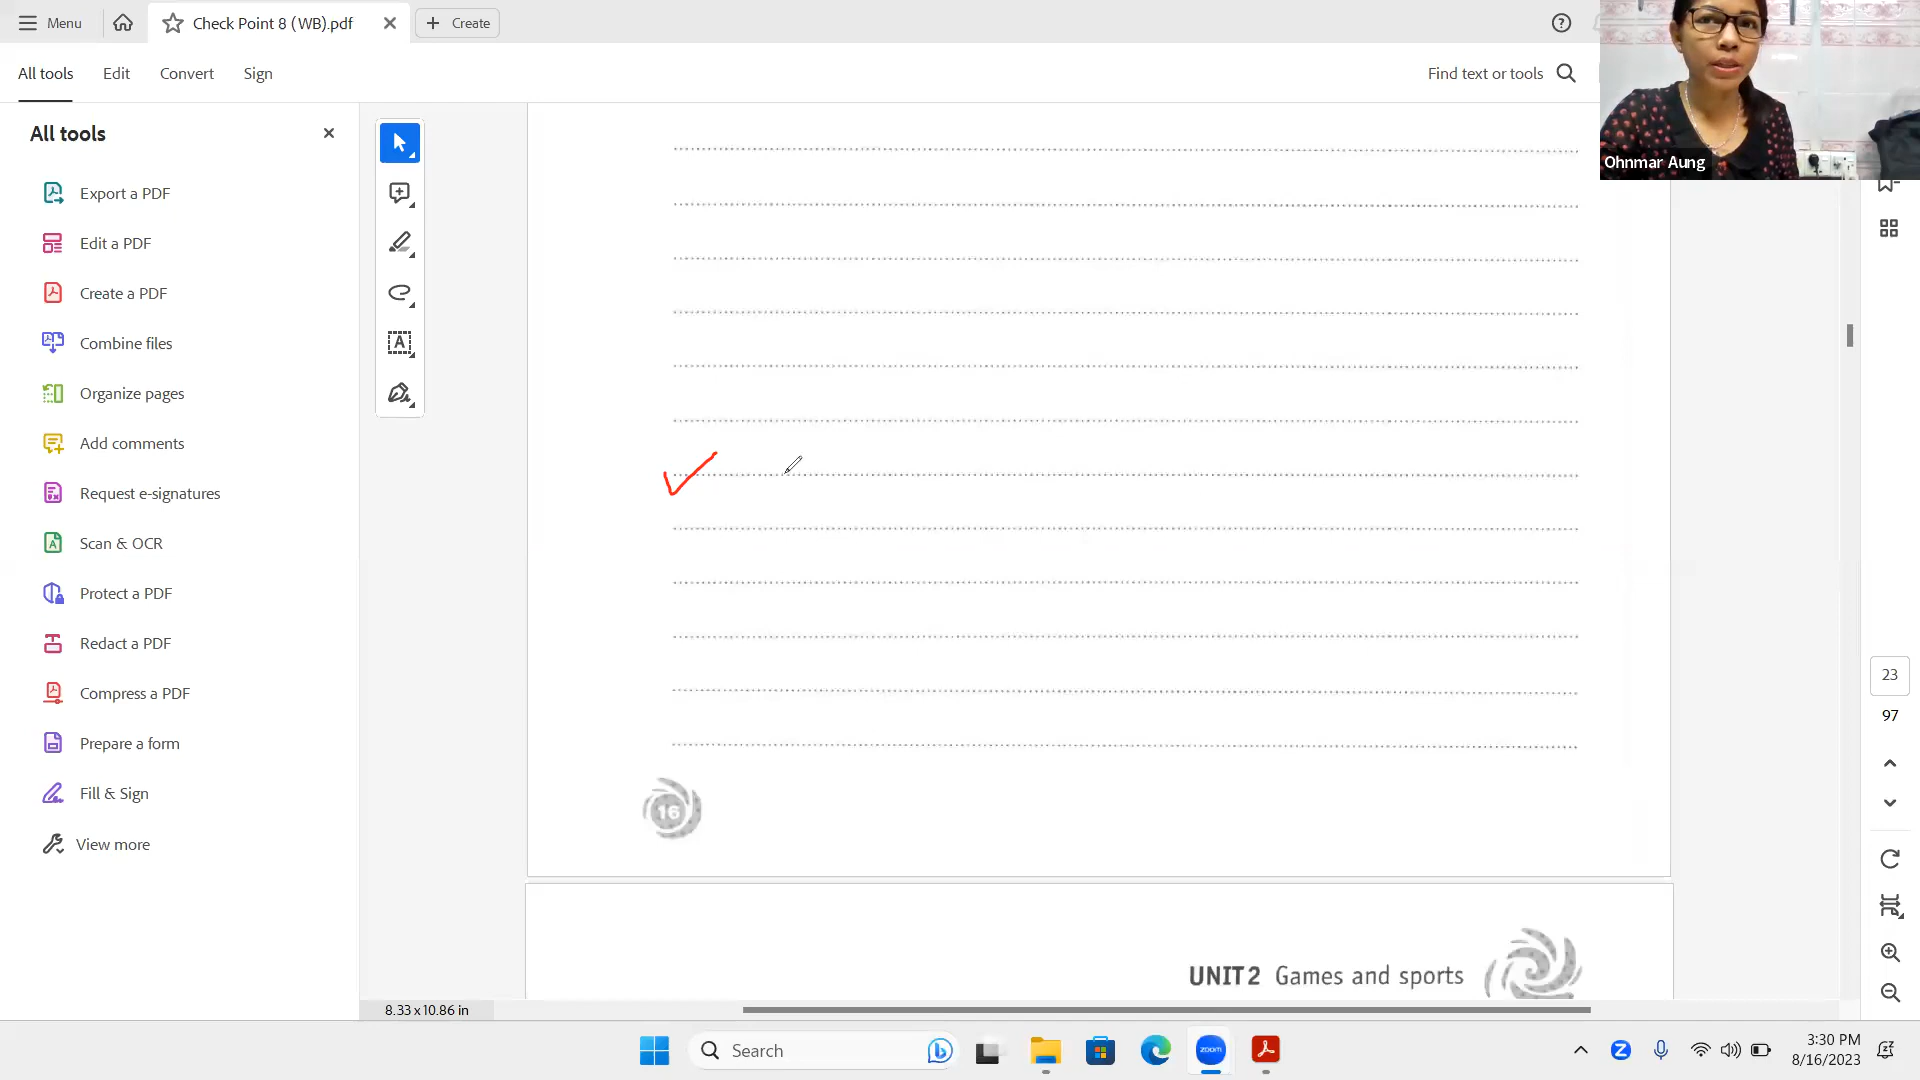 Menu
Check Point 8 (WB).pdf
Create
All tools
Edit
Convert
Sign
Find text or tools
Ohnmar Aung
All tools
Export a PDF
Edit a PDF
Create a PDF
Combine files
Organize pages
Add comments
Request e-signatures
Scan & OCR
Protect a PDF
Redact a PDF
Compress a PDF
Prepare a form
Fill & Sign
View more
16
UNIT 2 Games and sports
23
97
8.33 x 10.86 in
Search
zoom
3:30 PM
8/16/2023